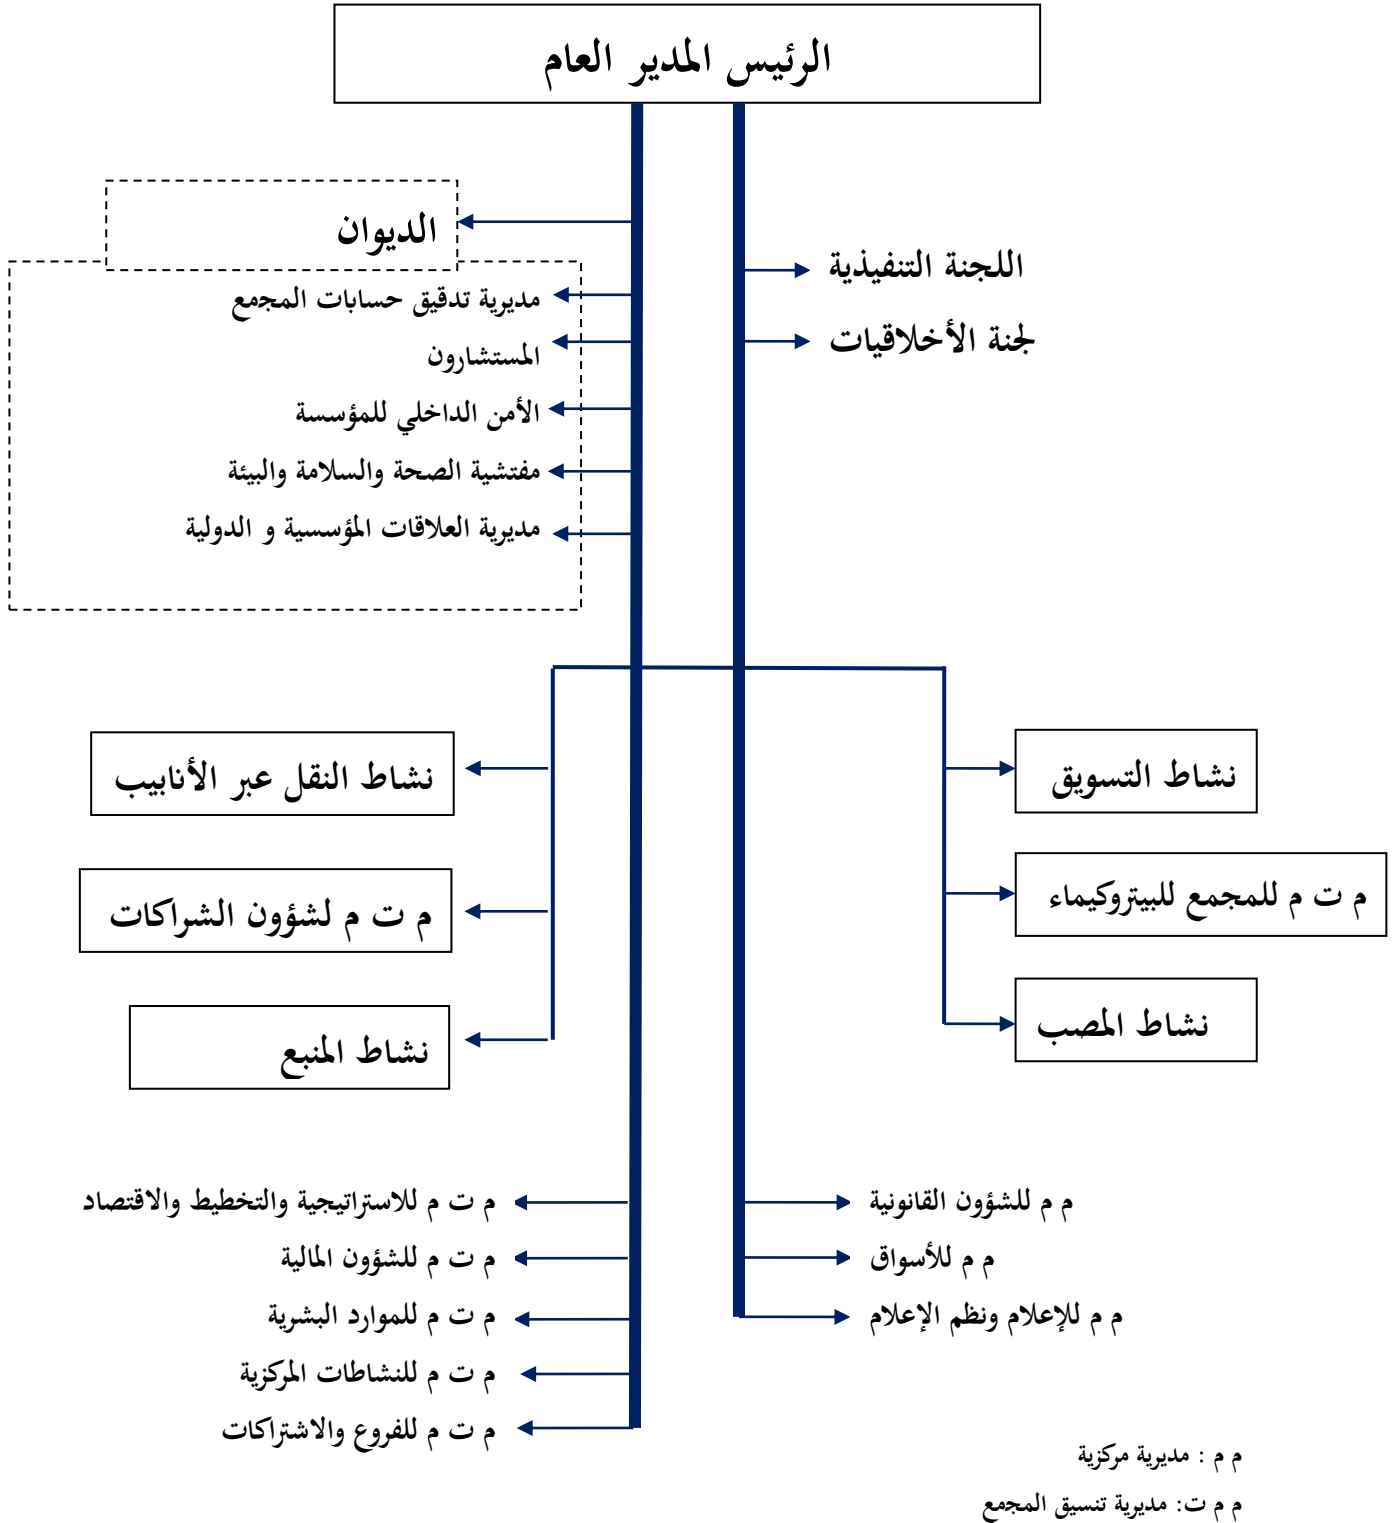 الرئيس المدير العام
الديوان
اللجنة التنفيذية
لجنة الأخلاقيات
مديرية تدقيق حسابات المجمع
المستشارون
الأمن الداخلي للمؤسسة
مفتشية الصحة والسلامة والبيئة
مديرية العلاقات المؤسسية و الدولية
نشاط التسويق
م ت م للمجمع للبيتروكيماء
نشاط المصب
نشاط النقل عبر الأنابيب
م ت م لشؤون الشراكات
نشاط المنبع
م م للشؤون القانونية
م م للأسواق
م م للإعلام ونظم الإعلام
م ت م للاستراتيجية والتخطيط والاقتصاد
م ت م للشؤون المالية
م ت م للموارد البشرية
م ت م للنشاطات المركزية
م ت م للفروع والاشتراكات
م م : مديرية مركزية
م م ت: مديرية تنسيق المجمع